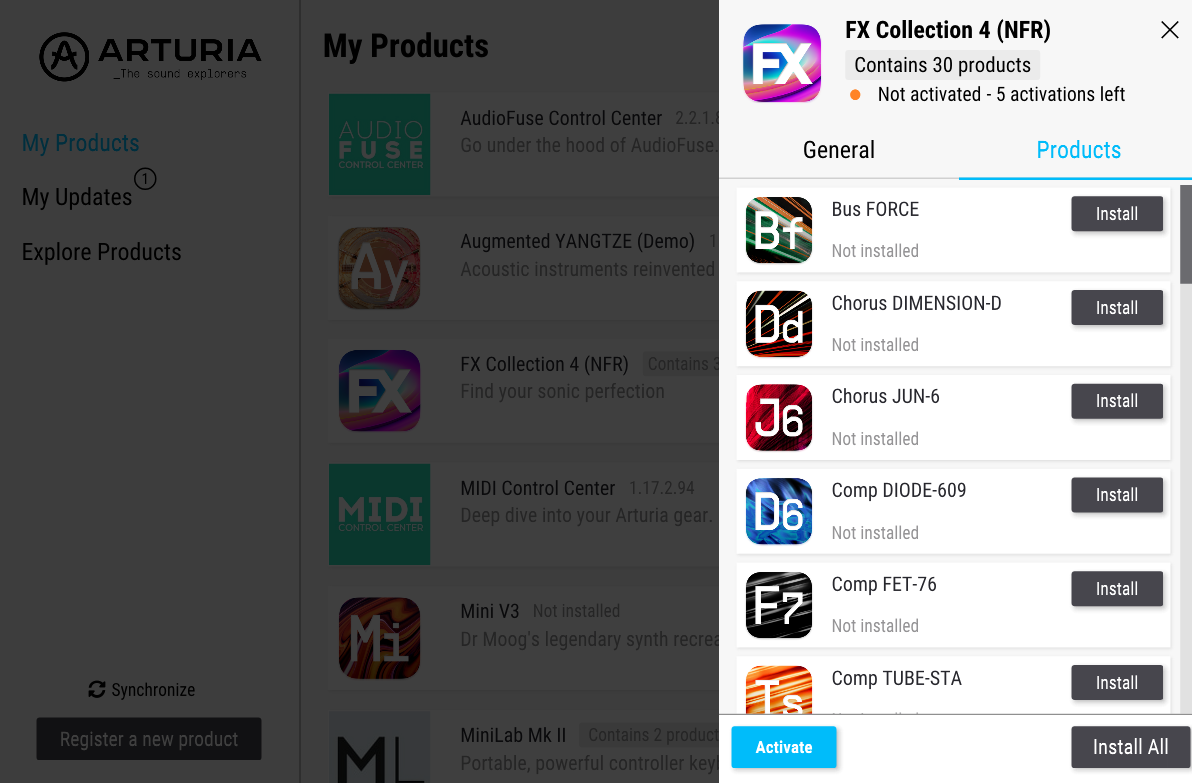 ARTURIA
_The sound explorers
My Products
My Updates
1
Explore Products
Synchronize
Register a new product
My Products
AUDIO
FUSE
CONTROL CENTER
AudioFuse Control Center 2.2.1.8
Go under the hood of AudioFuse.
Ay
Augmented YANGTZE (Demo) 1
Acoustic instruments reinvented
FX
FX Collection 4 (NFR) Contains 3
Find your sonic perfection
MIDI
CONTROL CENTER
MIDI Control Center 1.17.2.94
Deep dive into your Arturia gear.
Mi
Mini V3 Not installed
Dr Moog's legendary synth recrea
ML
MiniLab Mk II Contains 2 product
Portable, powerful controller key
FX
FX Collection 4 (NFR)
Contains 30 products
Not activated - 5 activations left
General
Products
Bf
Bus FORCE
Not installed
Install
Dd
Chorus DIMENSION-D
Not installed
Install
J6
Chorus JUN-6
Not installed
Install
D6
Comp DIODE-609
Not installed
Install
F7
Comp FET-76
Not installed
Install
Ts
Comp TUBE-STA
Install
Activate
Install All